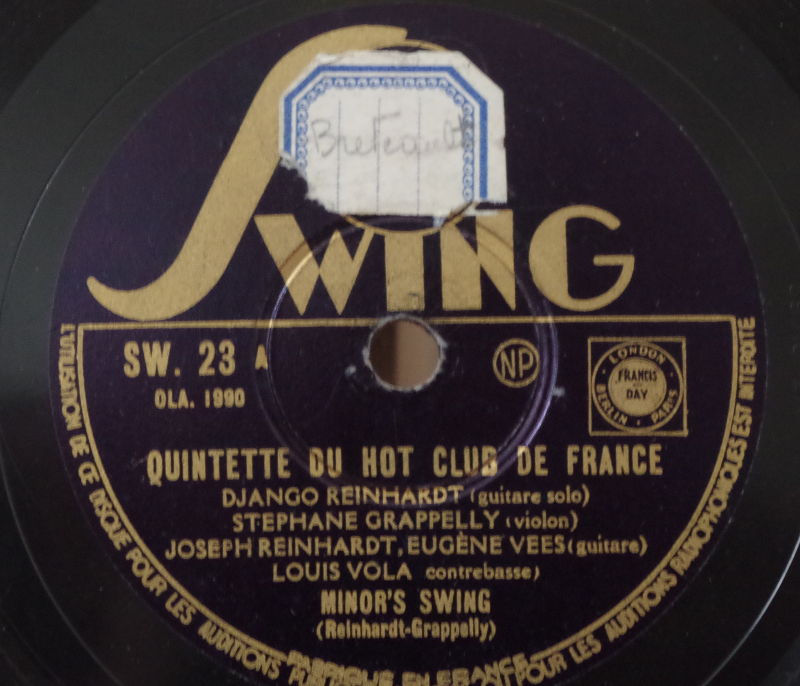 SWING
SW. 23 A
NP
OLA. 1990
LONDON
FRANCIS
DAY
BERLIN · PARIS
QUINTETTE DU HOT CLUB DE FRANCE
DJANGO REINHARDT (guitare solo)
STEPHANE GRAPPELLY (violon)
JOSEPH REINHARDT, EUGÈNE VEES (guitare)
LOUIS VOLA contrebasse)
MINOR'S SWING
(Reinhardt-Grappelly)
L'UTILISATION DE CE DISQUE POUR LES AUDITIONS
POUR LES AUDITIONS RADIOPHONIQUES EST INTERDITE
FABRIQUÉ EN FRANCE